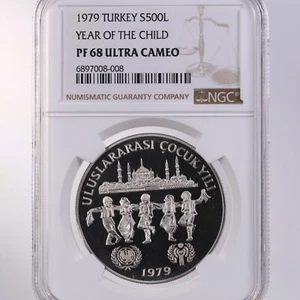 1979 TURKEY S500L
YEAR OF THE CHILD
PF 68 ULTRA CAMEO
6897008-008
NUMISMATIC GUARANTY COMPANY
NGC
ULUSLARARASI ÇOCUK YILI
1979